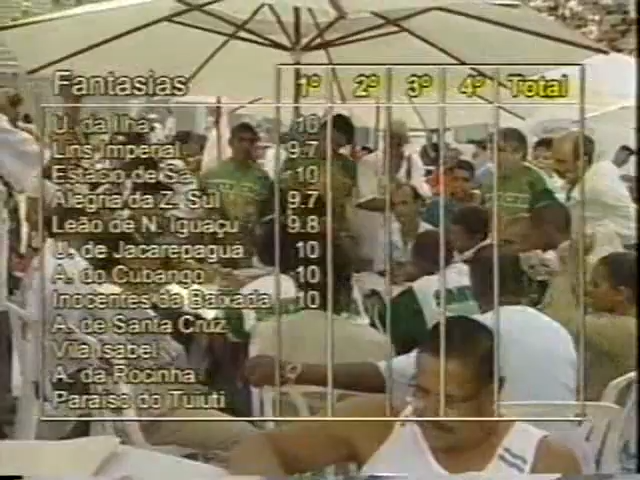 Fantasias 1º 2º 3º 4º Total
U. da Ilha 10
Lins Imperial 9.7
Estácio de Sá 10
Alegria da Z. Sul 9.7
Leão de N. Iguaçu 9.8
U. de Jacarepaguá 10
A. do Cubango 10
Inocentes da Baixada 10
A. de Santa Cruz
Vila Isabel
A. da Rocinha
Paraíso do Tuiuti